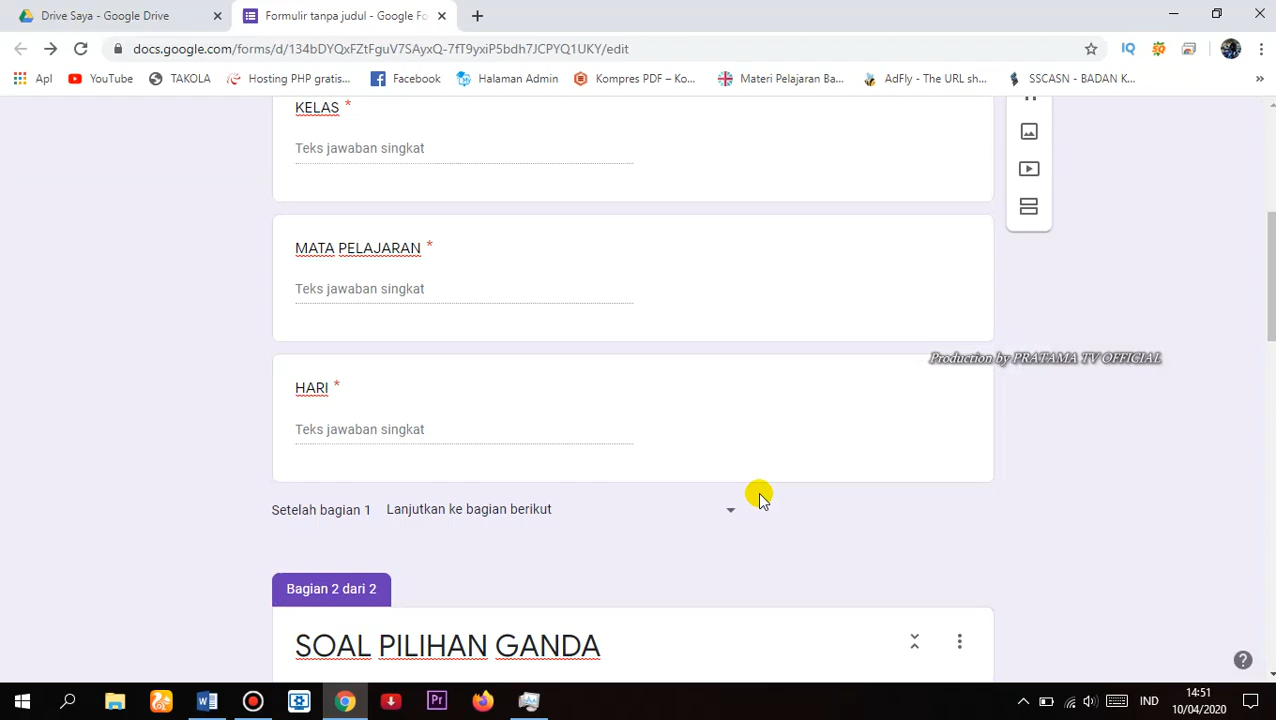 Drive Saya - Google Drive
Formulir tanpa judul - Google Fo
docs.google.com/forms/d/134bDYQxFZtFguV7SAyxQ-7fT9yxiP5bdh7JCPYQ1UKY/edit
Apl
YouTube
TAKOLA
Hosting PHP gratis...
Facebook
Halaman Admin
Kompres PDF – Ko...
Materi Pelajaran Ba...
AdFly - The URL sh...
SSCASN - BADAN K...
»
KELAS *
Teks jawaban singkat
MATA PELAJARAN *
Teks jawaban singkat
Production by PRATAMA TV OFFICIAL
HARI *
Teks jawaban singkat
Setelah bagian 1 Lanjutkan ke bagian berikut
Bagian 2 dari 2
SOAL PILIHAN GANDA
IND
14:51
10/04/2020